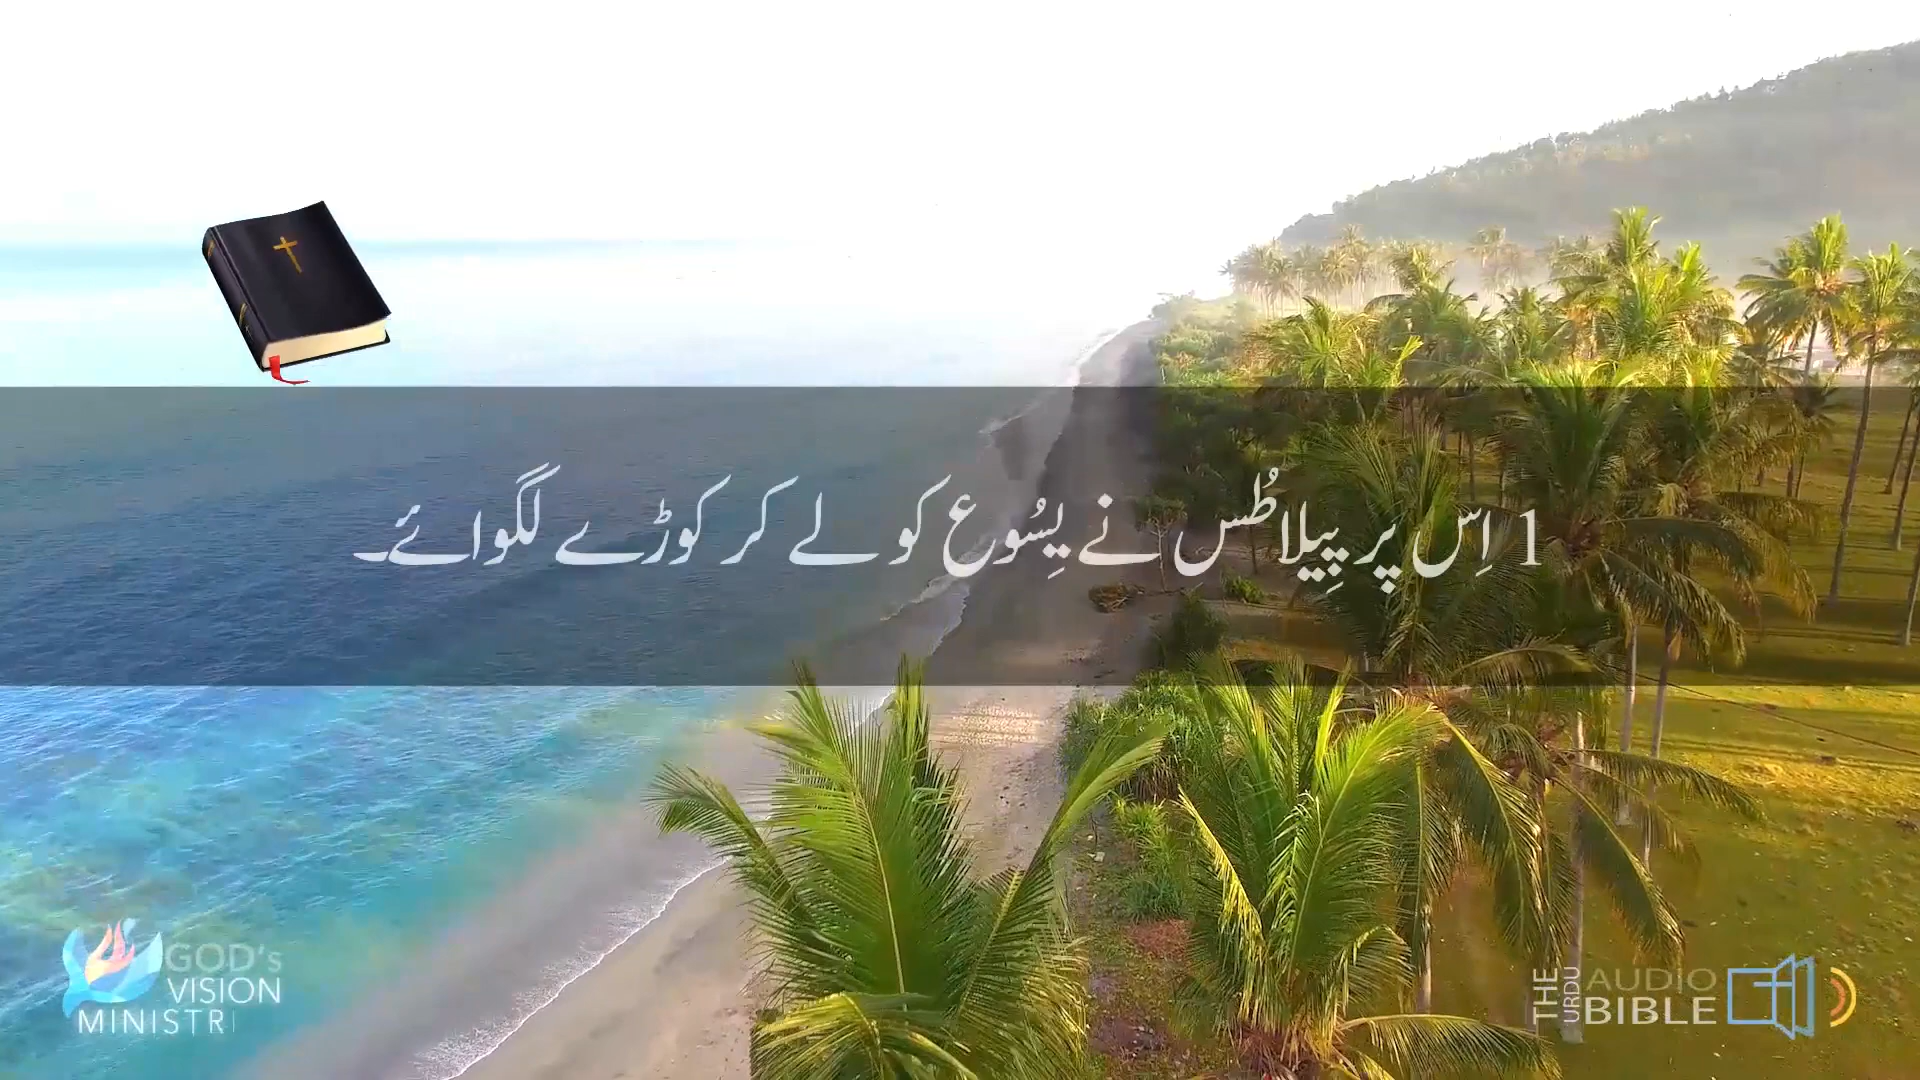 1 اِس پر پِیلاطُس نے یِسُوع کو لے کر کوڑے لگوائے۔
GOD's
VISION
MINISTRI
THE URDU AUDIO BIBLE